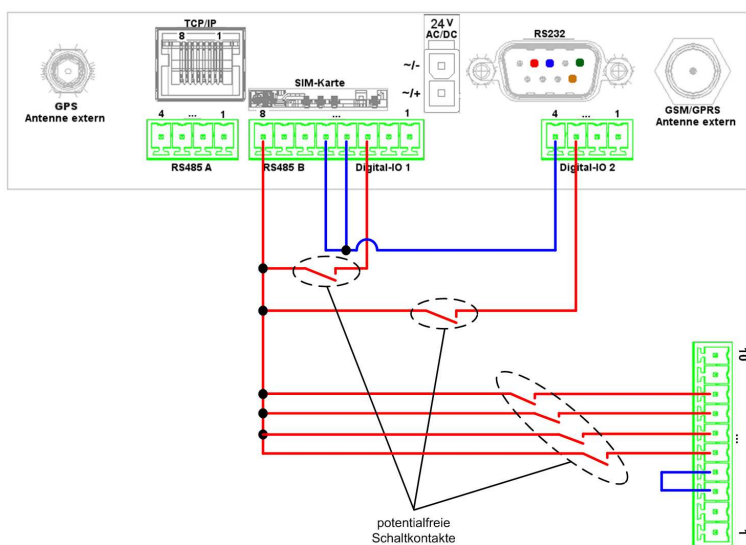 TCP/IP
8 1
24 V
AC/DC
RS232
~/-
~/+
SIM-Karte
GPS
Antenne extern
GSM/GPRS
Antenne extern
4 ... 1
8 ... 1
4 ... 1
RS485 A
RS485 B
Digital-IO 1
Digital-IO 2
10
...
1
potentialfreie
Schaltkontakte